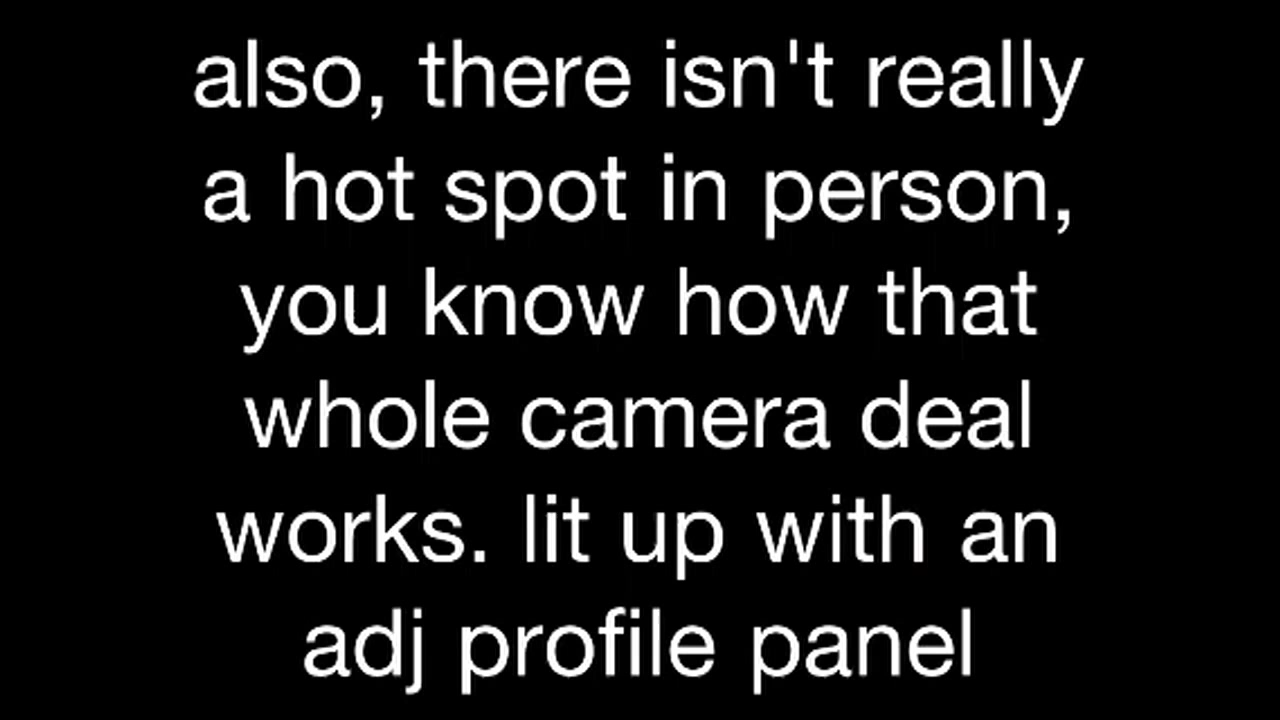 also, there isn't really
a hot spot in person,
you know how that
whole camera deal
works. lit up with an
adj profile panel